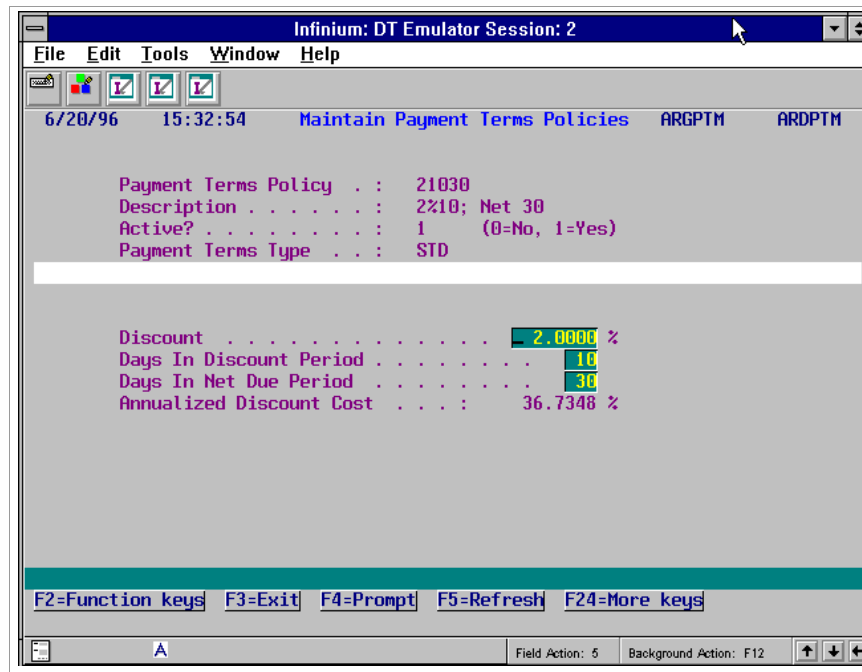 Infinium: DT Emulator Session: 2
File Edit Tools Window Help
6/20/96 15:32:54 Maintain Payment Terms Policies ARGPTM ARDPTM
Payment Terms Policy . : 21030
Description . . . . . . : 2%10; Net 30
Active? . . . . . . . . : 1 (0=No, 1=Yes)
Payment Terms Type . . : STD
Discount . . . . . . . . . . . . . 2.0000 %
Days In Discount Period . . . . . . . 10
Days In Net Due Period . . . . . . . . 30
Annualized Discount Cost . . . : 36.7348 %
F2=Function keys F3=Exit F4=Prompt F5=Refresh F24=More keys
A Field Action: 5 Background Action: F12